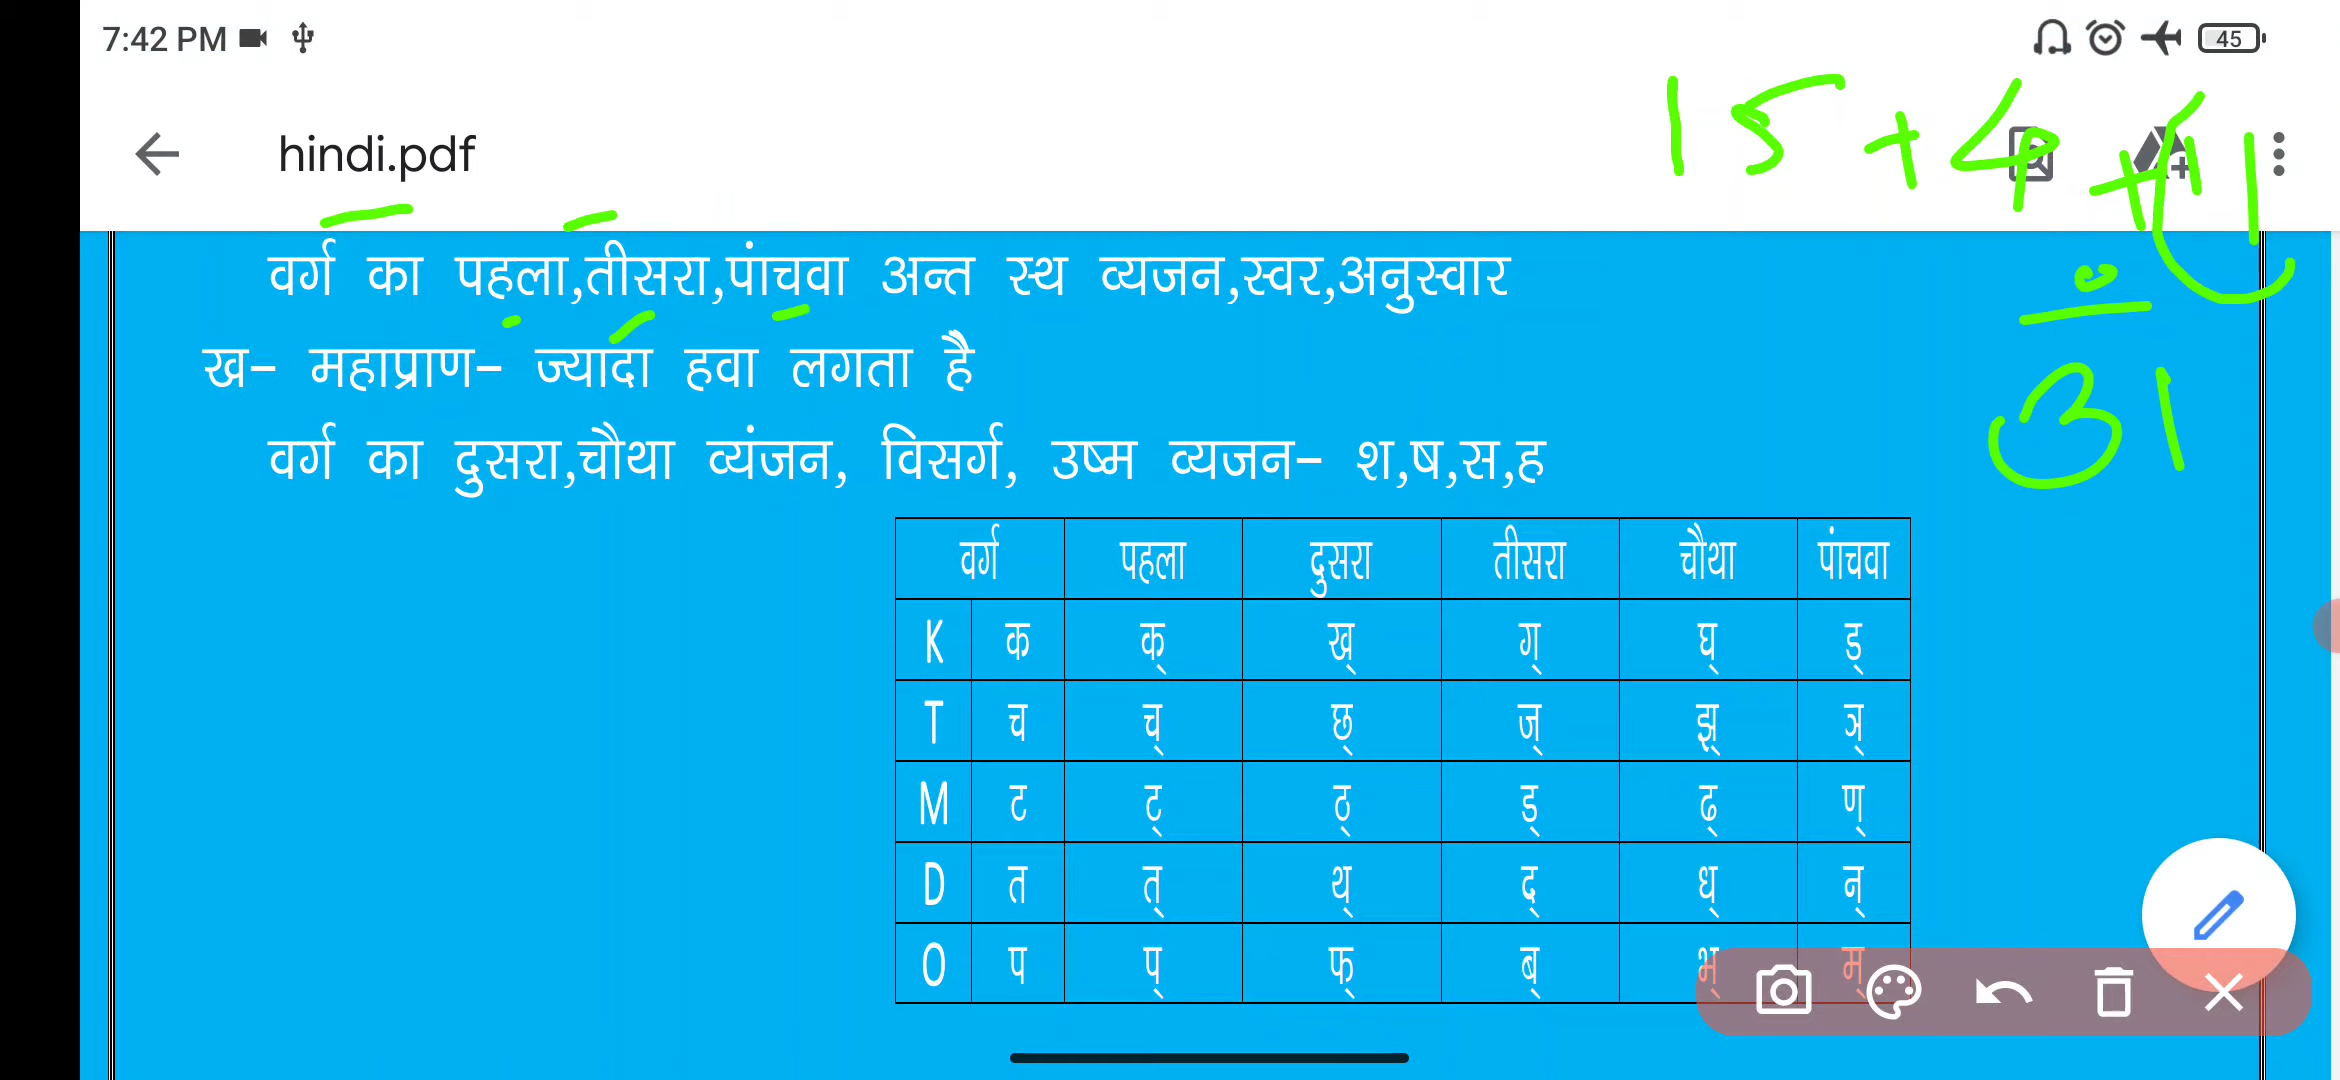 7:42 PM 45
hindi.pdf
15+4+11
वर्ग का पहला,तीसरा,पांचवा अन्त स्थ व्यजन,स्वर,अनुस्वार
31
ख- महाप्राण- ज्यादा हवा लगता है
वर्ग का दुसरा,चौथा व्यंजन, विसर्ग, उष्म व्यजन- श,ष,स,ह
वर्ग पहला दुसरा तीसरा चौथा पांचवा
K क क् ख् ग् घ् ड्
T च च् छ् ज् झ् ञ्
M ट ट् ठ् ड् ढ् ण्
D त त् थ् द् ध् न्
O प प् फ् ब् भ् म्